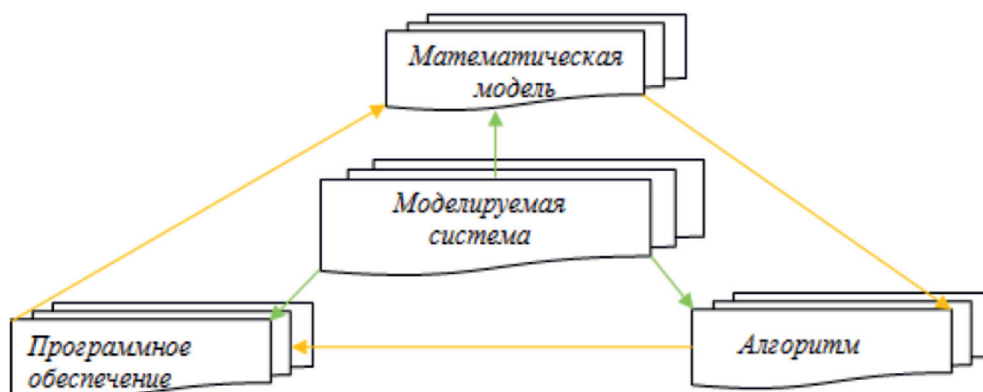 Математическая
модель
Моделируемая
система
Программное
обеспечение
Алгоритм